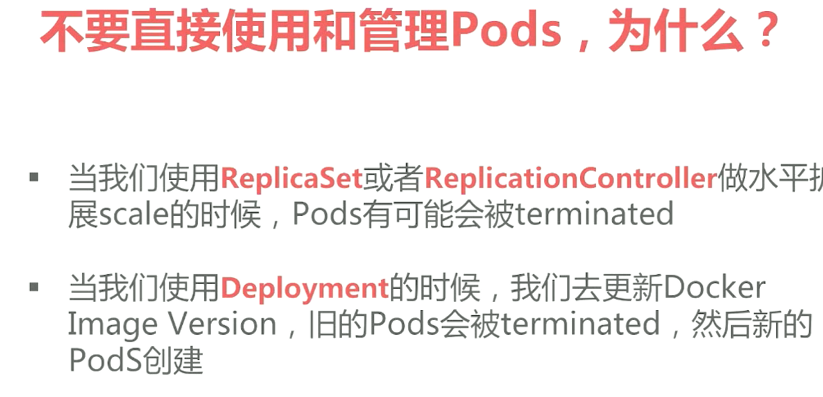 不要直接使用和管理Pods，为什么？
▪ 当我们使用ReplicaSet或者ReplicationController做水平扩
展scale的时候，Pods有可能会被terminated
▪ 当我们使用Deployment的时候，我们去更新Docker
Image Version，旧的Pods会被terminated，然后新的
PodS创建